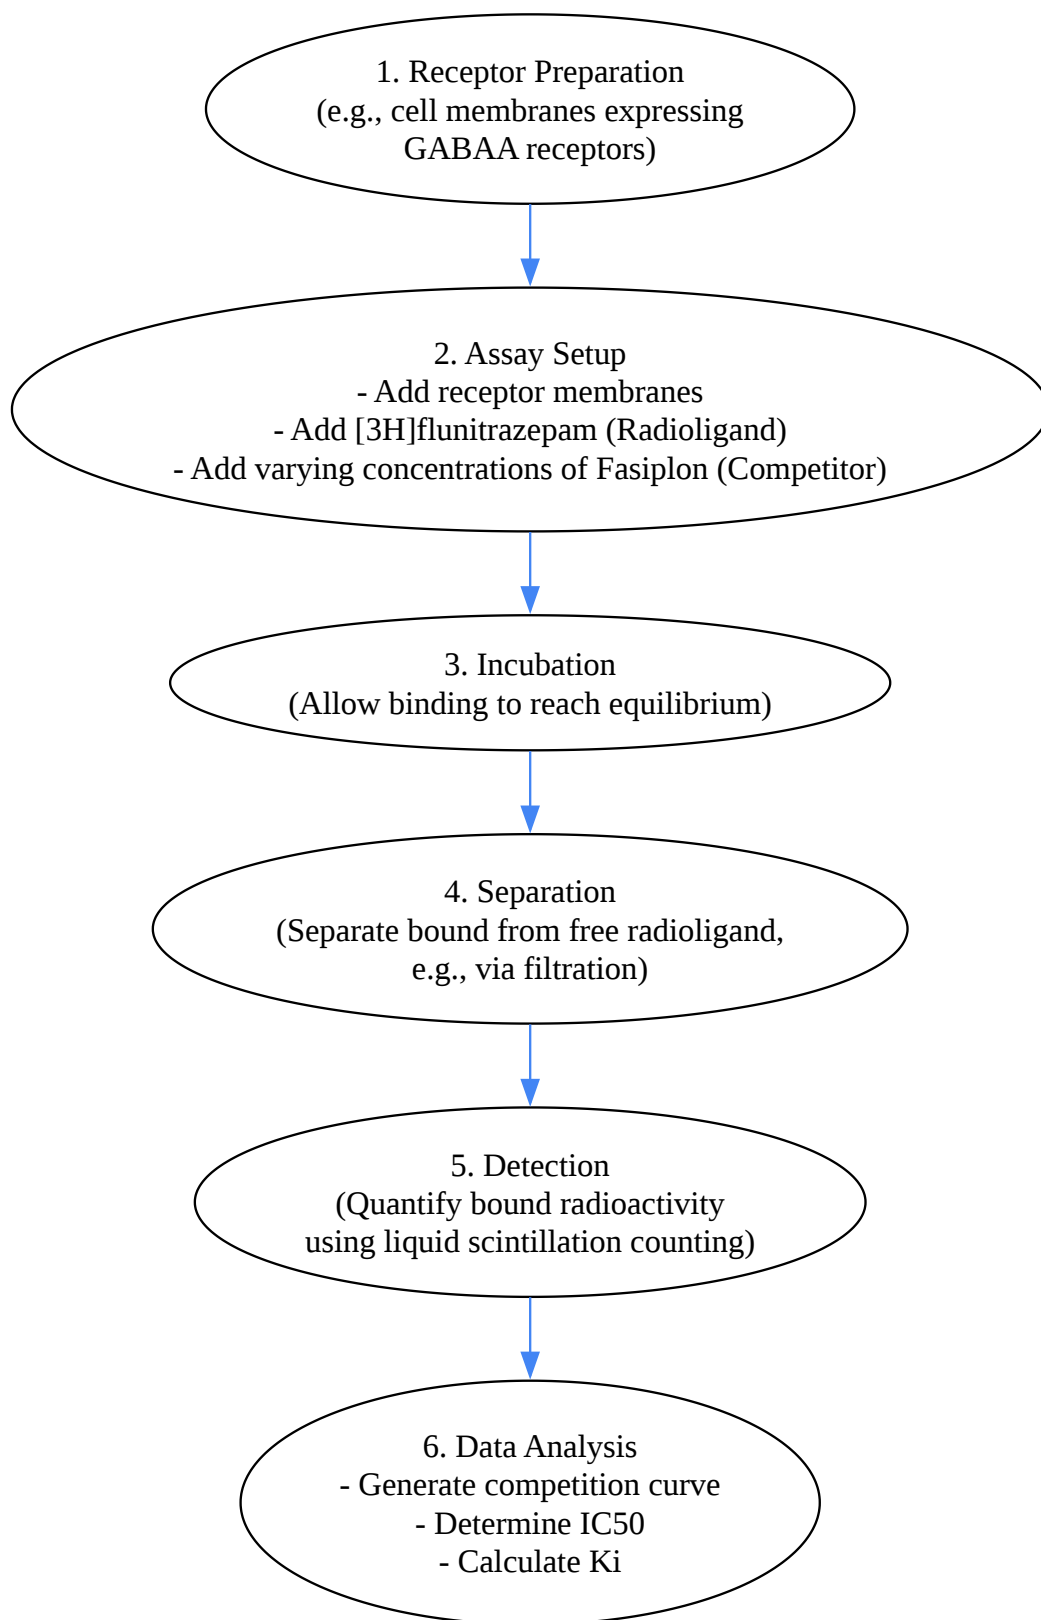 1. Receptor Preparation
(e.g., cell membranes expressing
GABAA receptors)
2. Assay Setup
- Add receptor membranes
- Add [3H]flunitrazepam (Radioligand)
- Add varying concentrations of Fasiplon (Competitor)
3. Incubation
(Allow binding to reach equilibrium)
4. Separation
(Separate bound from free radioligand,
e.g., via filtration)
5. Detection
(Quantify bound radioactivity
using liquid scintillation counting)
6. Data Analysis
- Generate competition curve
- Determine IC50
- Calculate Ki